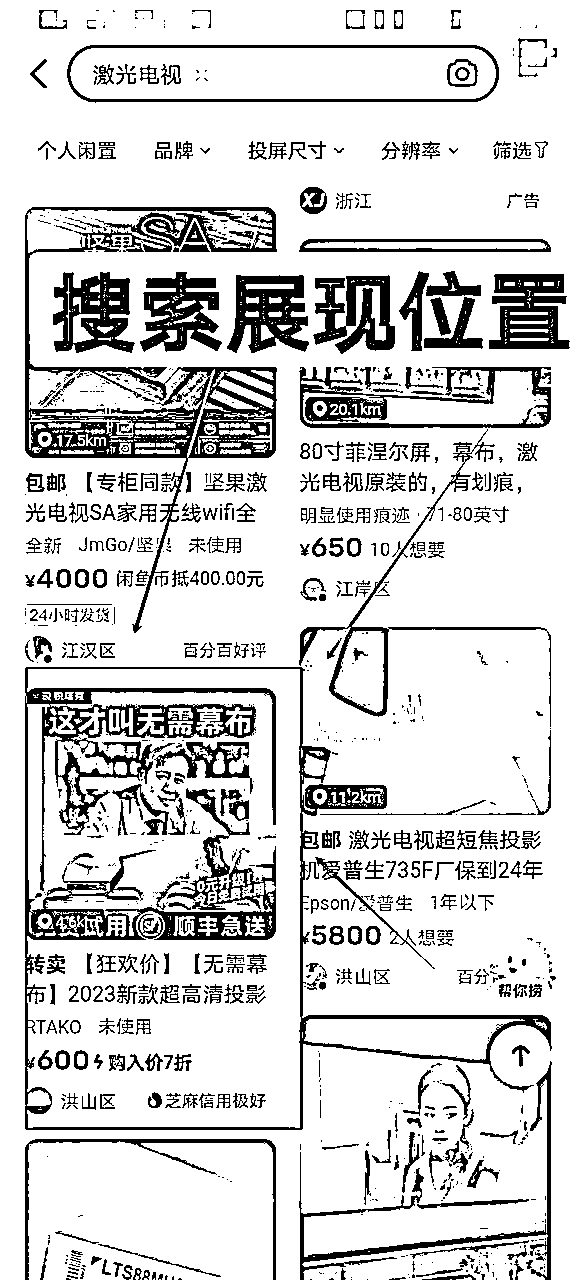 激光电视
个人闲置 品牌 投屏尺寸 分辨率 筛选
浙江 广告
坚果SA
搜索展现位置
17.5km
包邮 【专柜同款】坚果激
光电视SA家用无线wifi全
全新 JmGo/坚果 未使用
¥4000 闲鱼币抵400.00元
24小时发货
江汉区 百分百好评
20.1km
80寸菲涅尔屏，幕布，激
光电视原装的，有划痕，
明显使用痕迹 · 71-80英寸
¥650 10人想要
江岸区
这才叫无需幕布
试用 顺丰急送
转卖 【狂欢价】【无需幕
布】2023新款超高清投影
RTAKO 未使用
¥600 购入价7折
洪山区 芝麻信用极好
11.2km
包邮 激光电视超短焦投影
机爱普生735F厂保到24年
Epson/爱普生 1年以下
¥5800 2人想要
洪山区 百分
帮你捞